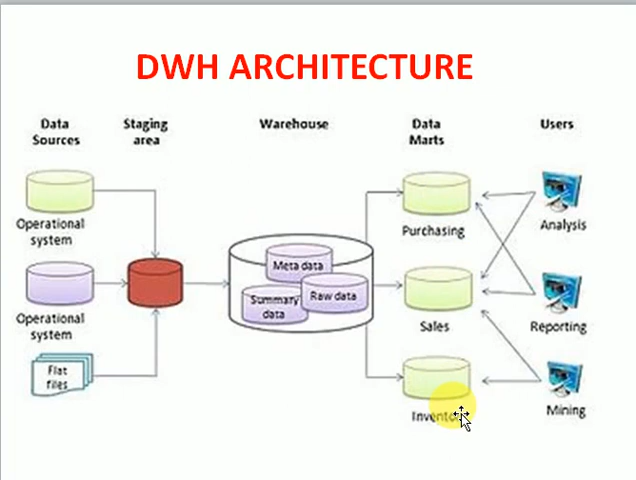 DWH ARCHITECTURE
Data
Sources
Staging
area
Warehouse
Data
Marts
Users
Operational
system
Operational
system
Flat
files
Meta data
Summary
data
Raw data
Purchasing
Sales
Analysis
Reporting
Mining